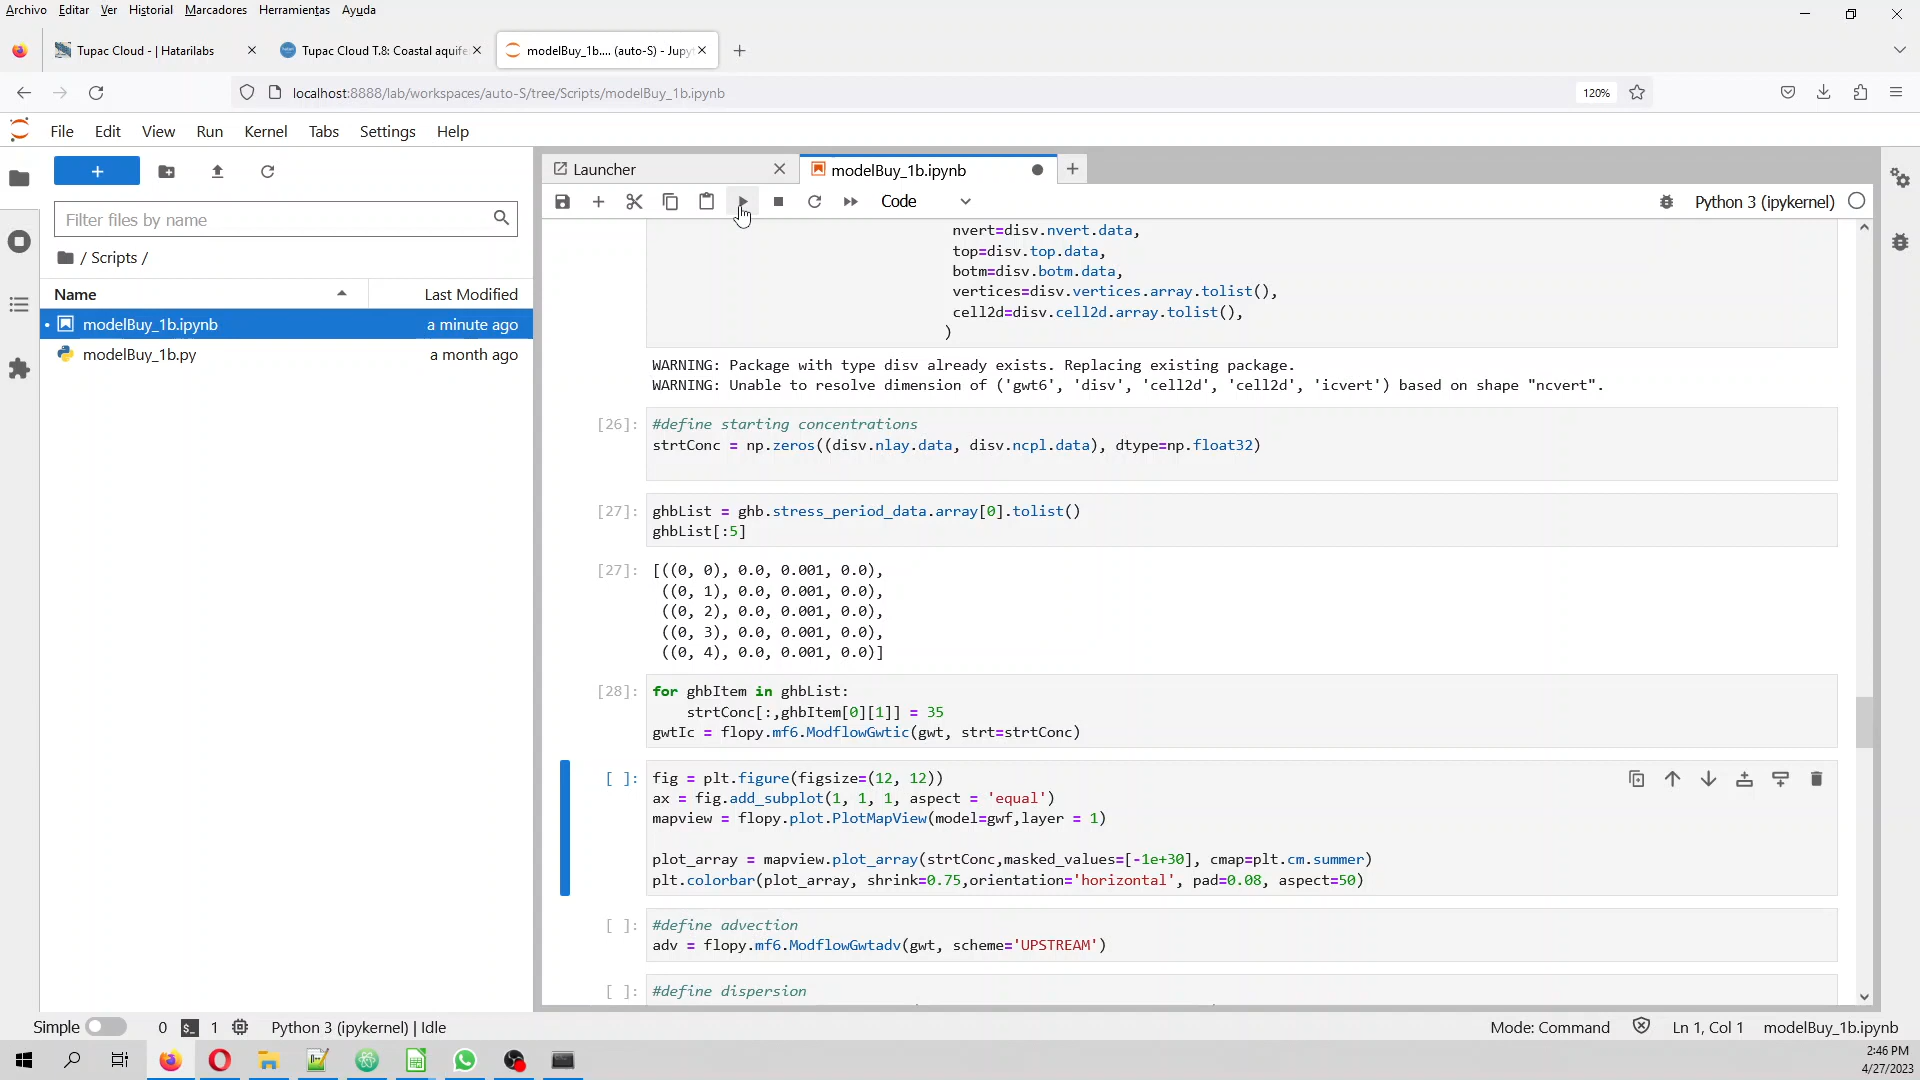 Archivo Editar Ver Historial Marcadores Herramientas Ayuda
Tupac Cloud - | Hatarilabs
Tupac Cloud T.8: Coastal aquife
modelBuy_1b.... (auto-S) - Jupy
localhost:8888/lab/workspaces/auto-S/tree/Scripts/modelBuy_1b.ipynb
120%
File Edit View Run Kernel Tabs Settings Help
Filter files by name
/ Scripts /
Name Last Modified
modelBuy_1b.ipynb a minute ago
modelBuy_1b.py a month ago
Launcher
modelBuy_1b.ipynb
Code
Python 3 (ipykernel)
nvert=disv.nvert.data,
top=disv.top.data,
botm=disv.botm.data,
vertices=disv.vertices.array.tolist(),
cell2d=disv.cell2d.array.tolist(),
)
WARNING: Package with type disv already exists. Replacing existing package.
WARNING: Unable to resolve dimension of ('gwt6', 'disv', 'cell2d', 'cell2d', 'icvert') based on shape "ncvert".
[26]: #define starting concentrations
strtConc = np.zeros((disv.nlay.data, disv.ncpl.data), dtype=np.float32)
[27]: ghbList = ghb.stress_period_data.array[0].tolist()
ghbList[:5]
[27]: [((0, 0), 0.0, 0.001, 0.0),
((0, 1), 0.0, 0.001, 0.0),
((0, 2), 0.0, 0.001, 0.0),
((0, 3), 0.0, 0.001, 0.0),
((0, 4), 0.0, 0.001, 0.0)]
[28]: for ghbItem in ghbList:
strtConc[:,ghbItem[0][1]] = 35
gwtIc = flopy.mf6.ModflowGwtic(gwt, strt=strtConc)
[ ]: fig = plt.figure(figsize=(12, 12))
ax = fig.add_subplot(1, 1, 1, aspect = 'equal')
mapview = flopy.plot.PlotMapView(model=gwf,layer = 1)
plot_array = mapview.plot_array(strtConc,masked_values=[-1e+30], cmap=plt.cm.summer)
plt.colorbar(plot_array, shrink=0.75,orientation='horizontal', pad=0.08, aspect=50)
[ ]: #define advection
adv = flopy.mf6.ModflowGwtadv(gwt, scheme='UPSTREAM')
[ ]: #define dispersion
Simple 0 1 Python 3 (ipykernel) | Idle
Mode: Command Ln 1, Col 1 modelBuy_1b.ipynb
2:46 PM
4/27/2023